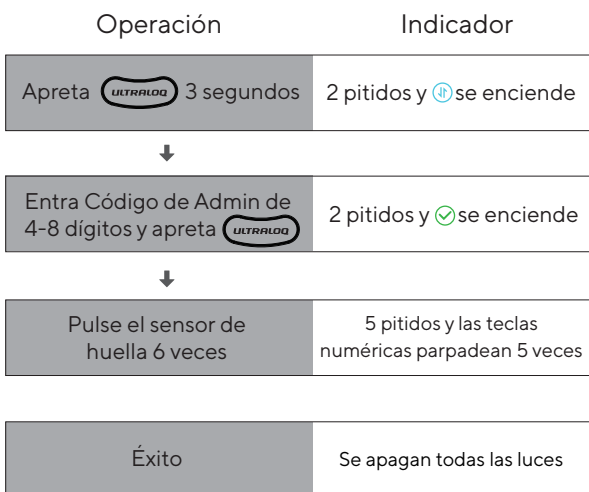 Operación Indicador
Apreta ULTRALOQ 3 segundos 2 pitidos y se enciende
Entra Código de Admin de
4-8 dígitos y apreta ULTRALOQ 2 pitidos y se enciende
Pulse el sensor de
huella 6 veces
5 pitidos y las teclas
numéricas parpadean 5 veces
Éxito Se apagan todas las luces